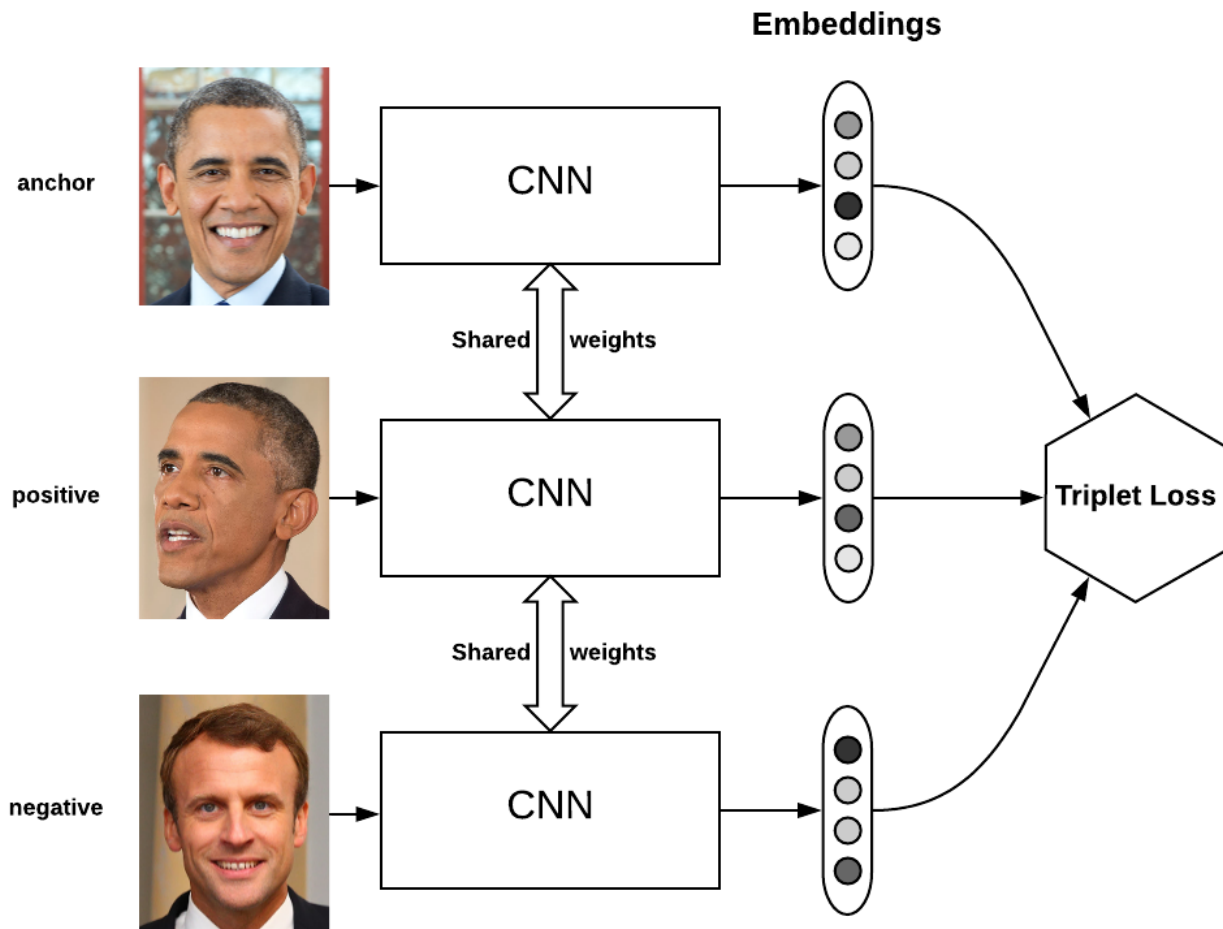 Embeddings
anchor
CNN
Shared weights
positive
CNN
Triplet Loss
Shared weights
negative
CNN